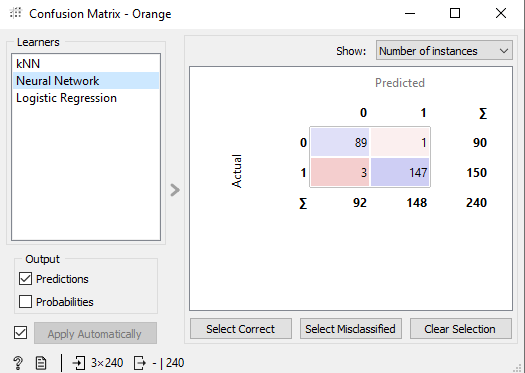 Confusion Matrix - Orange
Learners
kNN
Neural Network
Logistic Regression
Output
Predictions
Probabilities
Apply Automatically
Show: Number of instances
Predicted
0 1 Σ
Actual
0 89 1 90
1 3 147 150
Σ 92 148 240
Select Correct Select Misclassified Clear Selection
? 3×240 - | 240